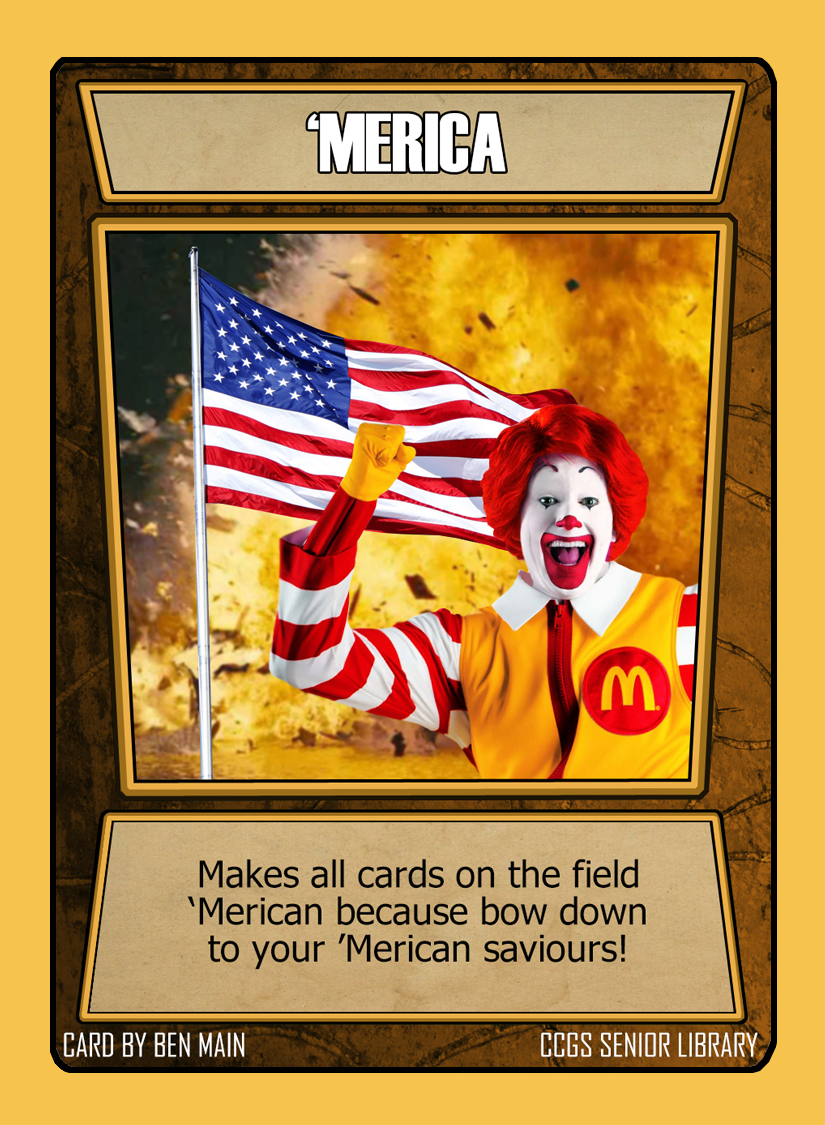 ‘MERICA
M
Makes all cards on the field
‘Merican because bow down
to your ’Merican saviours!
CARD BY BEN MAIN
CCGS SENIOR LIBRARY